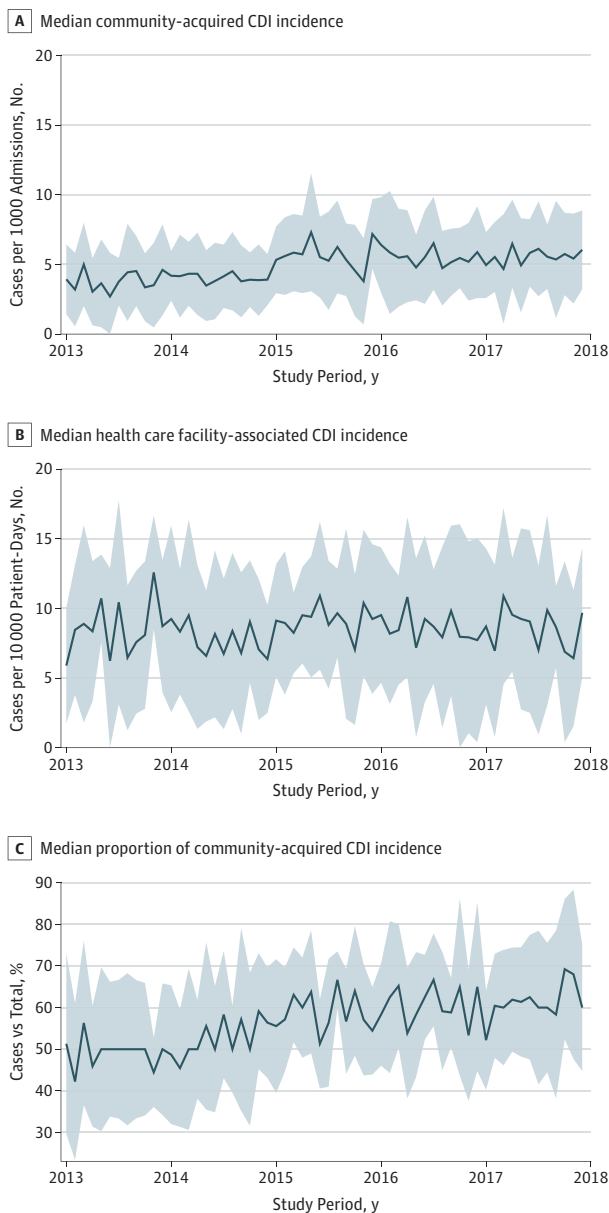 A Median community-acquired CDI incidence
Cases per 1000 Admissions, No.
20
15
10
5
0
2013 2014 2015 2016 2017 2018
Study Period, y
B Median health care facility-associated CDI incidence
Cases per 10 000 Patient-Days, No.
20
15
10
5
0
2013 2014 2015 2016 2017 2018
Study Period, y
C Median proportion of community-acquired CDI incidence
Cases vs Total, %
90
80
70
60
50
40
30
2013 2014 2015 2016 2017 2018
Study Period, y